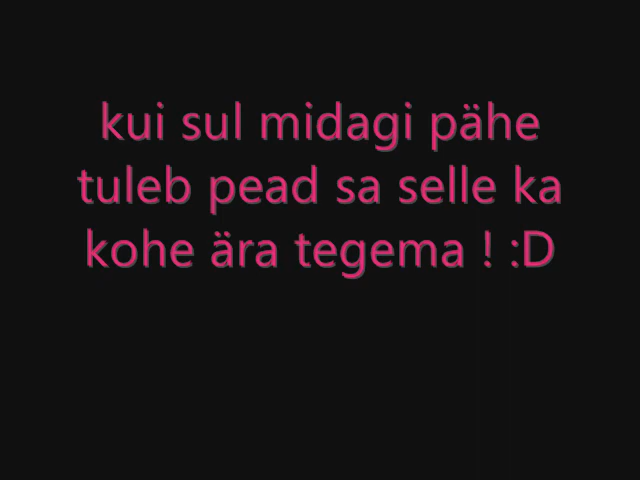 kui sul midagi pähe
tuleb pead sa selle ka
kohe ära tegema ! :D